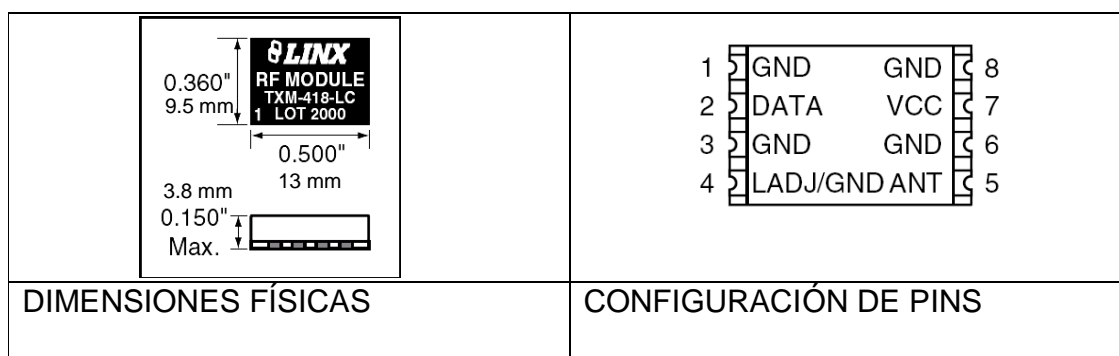 LINX
RF MODULE
TXM-418-LC
1 LOT 2000
0.360"
9.5 mm
0.500"
13 mm
3.8 mm
0.150"
Max.
1 GND GND 8
2 DATA VCC 7
3 GND GND 6
4 LADJ/GND ANT 5
DIMENSIONES FÍSICAS
CONFIGURACIÓN DE PINS